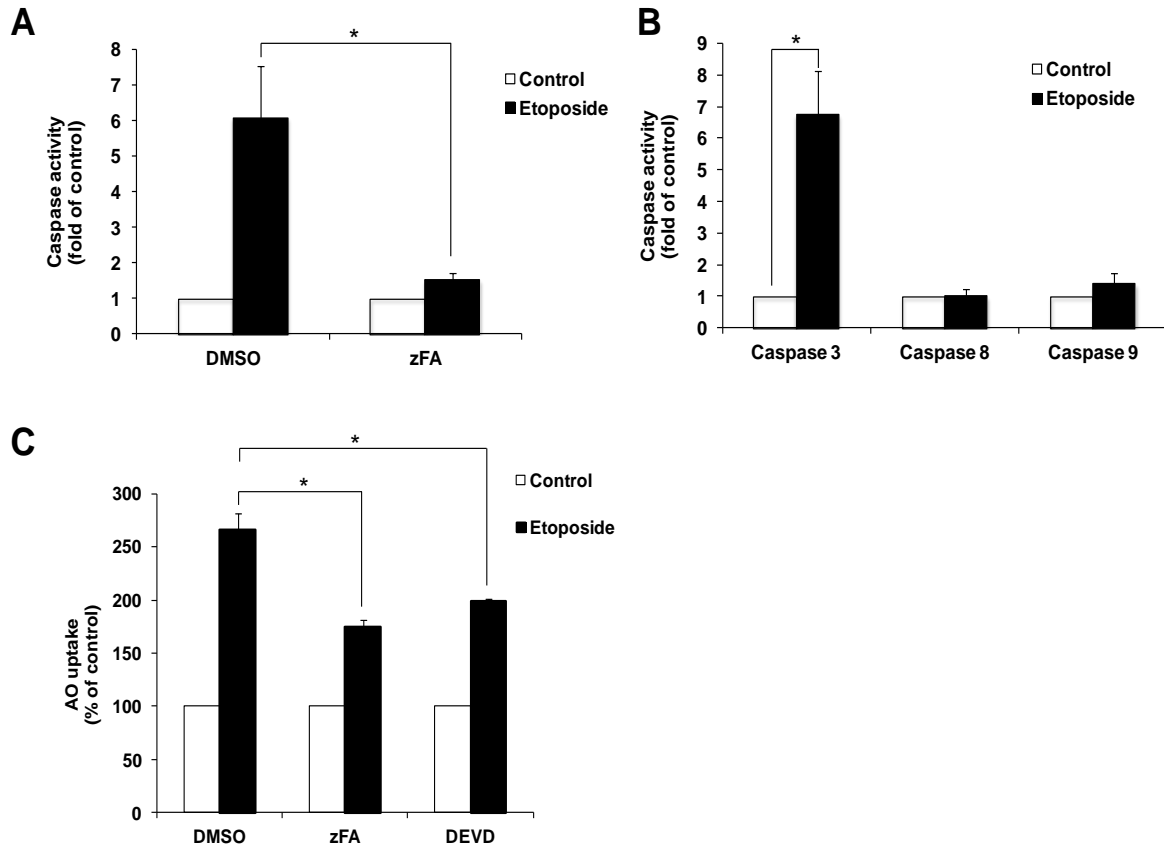 A
Caspase activity
(fold of control)
8
7
6
5
4
3
2
1
0
*
Control
Etoposide
DMSO zFA
B
Caspase activity
(fold of control)
9
8
7
6
5
4
3
2
1
0
*
Control
Etoposide
Caspase 3 Caspase 8 Caspase 9
C
AO uptake
(% of control)
300
250
200
150
100
50
0
*
*
Control
Etoposide
DMSO zFA DEVD